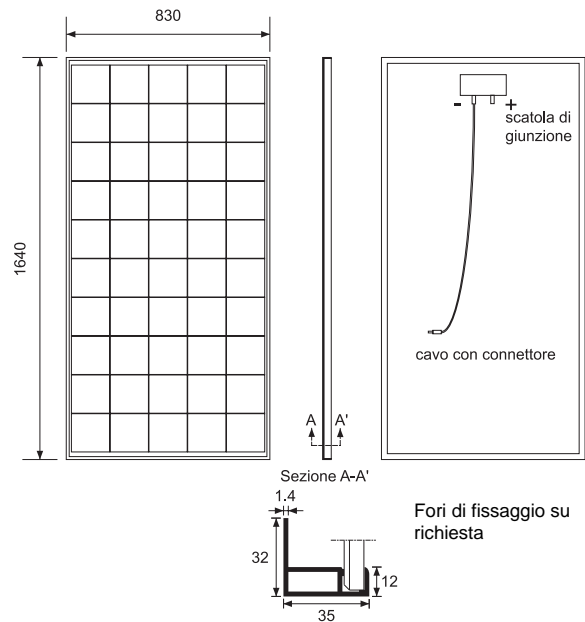 830
1640
-
+
scatola di
giunzione
cavo con connettore
A
A'
Sezione A-A'
1.4
32
12
35
Fori di fissaggio su
richiesta